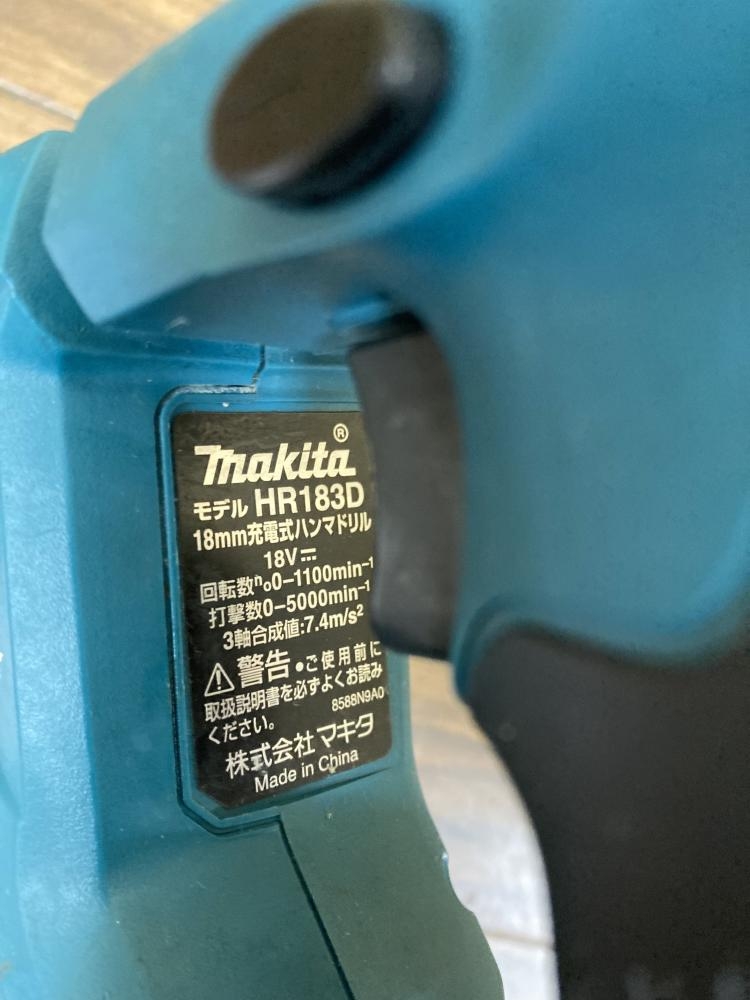 makita®
モデル HR183D
18mm充電式ハンマドリル
18V⎓
回転数n₀0-1100min⁻¹
打撃数0-5000min⁻¹
3軸合成値:7.4m/s²
⚠警告・ご使用前に
取扱説明書を必ずよくお読み
ください。
8588N9A0
株式会社マキタ
Made in China